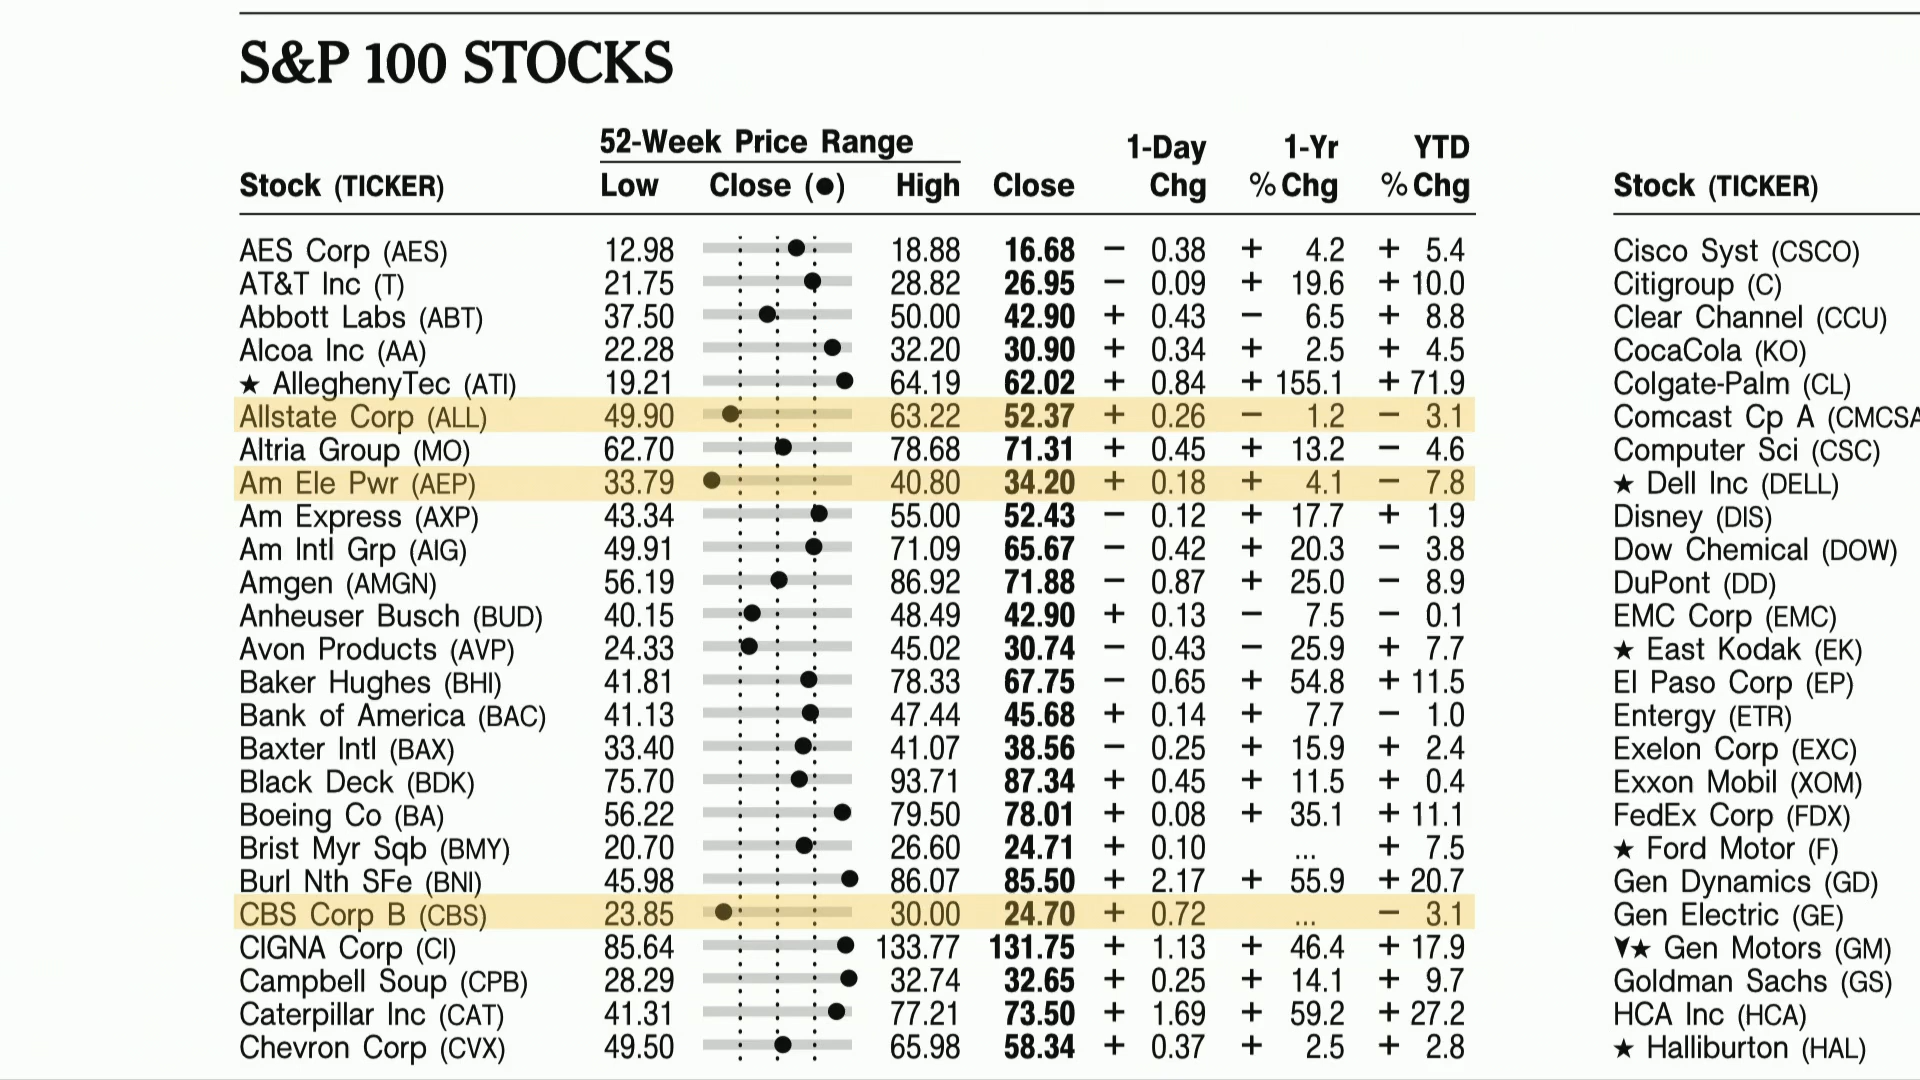 S&P 100 STOCKS
52-Week Price Range 1-Day 1-Yr YTD
Stock (TICKER) Low Close (●) High Close Chg % Chg % Chg Stock (TICKER)
AES Corp (AES) 12.98 18.88 16.68 − 0.38 + 4.2 + 5.4 Cisco Syst (CSCO)
AT&T Inc (T) 21.75 28.82 26.95 − 0.09 + 19.6 + 10.0 Citigroup (C)
Abbott Labs (ABT) 37.50 50.00 42.90 + 0.43 − 6.5 + 8.8 Clear Channel (CCU)
Alcoa Inc (AA) 22.28 32.20 30.90 + 0.34 + 2.5 + 4.5 CocaCola (KO)
★ AlleghenyTec (ATI) 19.21 64.19 62.02 + 0.84 + 155.1 + 71.9 Colgate-Palm (CL)
Allstate Corp (ALL) 49.90 63.22 52.37 + 0.26 − 1.2 − 3.1 Comcast Cp A (CMCSA
Altria Group (MO) 62.70 78.68 71.31 + 0.45 + 13.2 − 4.6 Computer Sci (CSC)
Am Ele Pwr (AEP) 33.79 40.80 34.20 + 0.18 + 4.1 − 7.8 ★ Dell Inc (DELL)
Am Express (AXP) 43.34 55.00 52.43 − 0.12 + 17.7 + 1.9 Disney (DIS)
Am Intl Grp (AIG) 49.91 71.09 65.67 − 0.42 + 20.3 − 3.8 Dow Chemical (DOW)
Amgen (AMGN) 56.19 86.92 71.88 − 0.87 + 25.0 − 8.9 DuPont (DD)
Anheuser Busch (BUD) 40.15 48.49 42.90 + 0.13 − 7.5 − 0.1 EMC Corp (EMC)
Avon Products (AVP) 24.33 45.02 30.74 − 0.43 − 25.9 + 7.7 ★ East Kodak (EK)
Baker Hughes (BHI) 41.81 78.33 67.75 − 0.65 + 54.8 + 11.5 El Paso Corp (EP)
Bank of America (BAC) 41.13 47.44 45.68 + 0.14 + 7.7 − 1.0 Entergy (ETR)
Baxter Intl (BAX) 33.40 41.07 38.56 − 0.25 + 15.9 + 2.4 Exelon Corp (EXC)
Black Deck (BDK) 75.70 93.71 87.34 + 0.45 + 11.5 + 0.4 Exxon Mobil (XOM)
Boeing Co (BA) 56.22 79.50 78.01 + 0.08 + 35.1 + 11.1 FedEx Corp (FDX)
Brist Myr Sqb (BMY) 20.70 26.60 24.71 + 0.10 ... + 7.5 ★ Ford Motor (F)
Burl Nth SFe (BNI) 45.98 86.07 85.50 + 2.17 + 55.9 + 20.7 Gen Dynamics (GD)
CBS Corp B (CBS) 23.85 30.00 24.70 + 0.72 ... − 3.1 Gen Electric (GE)
CIGNA Corp (CI) 85.64 133.77 131.75 + 1.13 + 46.4 + 17.9 ★ Gen Motors (GM)
Campbell Soup (CPB) 28.29 32.74 32.65 + 0.25 + 14.1 + 9.7 Goldman Sachs (GS)
Caterpillar Inc (CAT) 41.31 77.21 73.50 + 1.69 + 59.2 + 27.2 HCA Inc (HCA)
Chevron Corp (CVX) 49.50 65.98 58.34 + 0.37 + 2.5 + 2.8 ★ Halliburton (HAL)